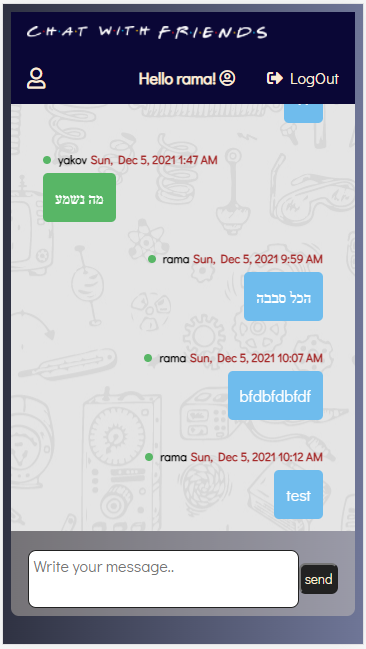 CHAT WITH F·R·I·E·N·D·S
Hello rama! LogOut
yakov Sun, Dec 5, 2021 1:47 AM
מה נשמע
rama Sun, Dec 5, 2021 9:59 AM
הכל סבבה
rama Sun, Dec 5, 2021 10:07 AM
bfdbfdbfdf
rama Sun, Dec 5, 2021 10:12 AM
test
Write your message..
send